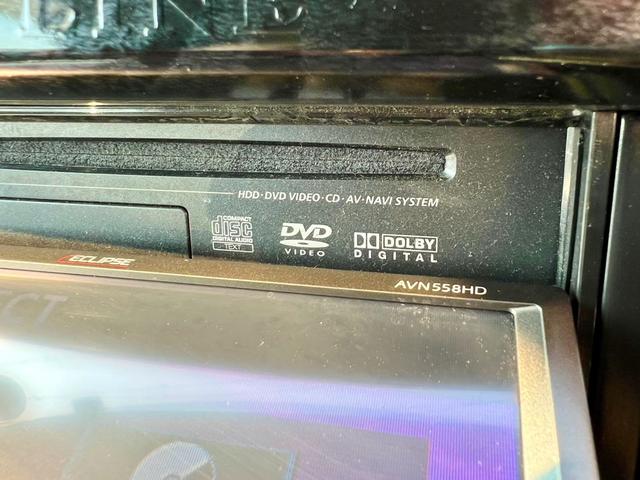 HDD·DVD VIDEO·CD·AV·NAVI SYSTEM
COMPACT
disc
DIGITAL AUDIO
TEXT
DVD
VIDEO
DOLBY
DIGITAL
ECLIPSE
AVN558HD